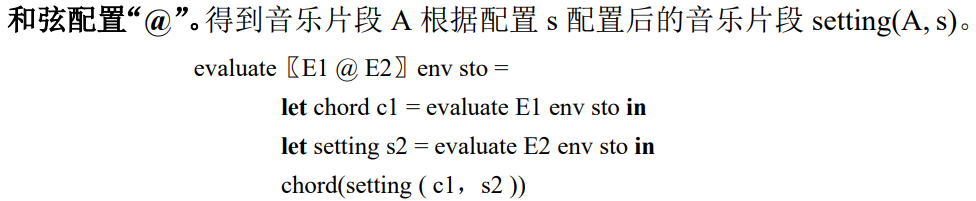 和弦配置“@”。得到音乐片段 A 根据配置 s 配置后的音乐片段 setting(A, s)。
evaluate〖E1 @ E2〗env sto =
let chord c1 = evaluate E1 env sto in
let setting s2 = evaluate E2 env sto in
chord(setting ( c1，s2 ))